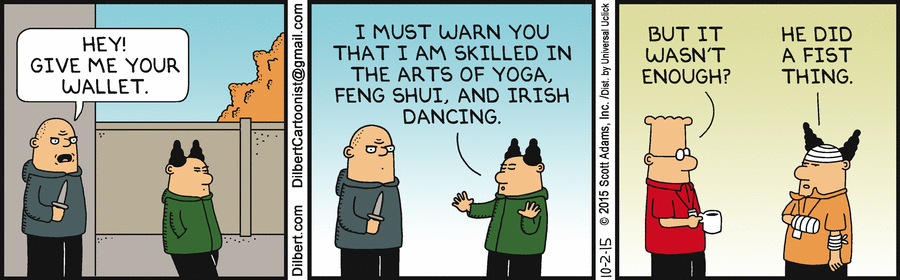 HEY!
GIVE ME YOUR
WALLET.
Dilbert.com DilbertCartoonist@gmail.com
I MUST WARN YOU
THAT I AM SKILLED IN
THE ARTS OF YOGA,
FENG SHUI, AND IRISH
DANCING.
10-2-15 © 2015 Scott Adams, Inc. /Dist. by Universal Uclick
BUT IT
WASN'T
ENOUGH?
HE DID
A FIST
THING.